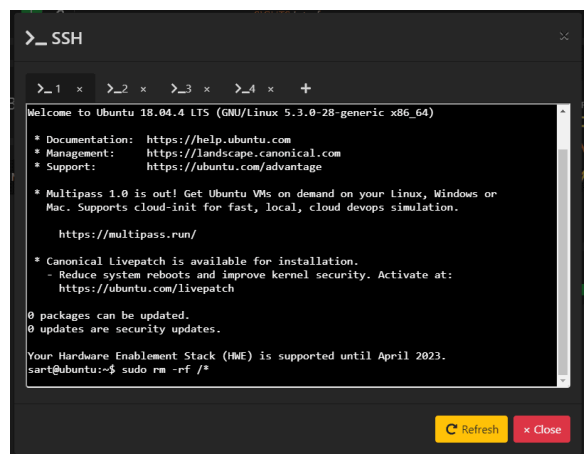 >_ SSH ×
>_ 1 × >_2 × >_3 × >_4 × +
Welcome to Ubuntu 18.04.4 LTS (GNU/Linux 5.3.0-28-generic x86_64)
* Documentation: https://help.ubuntu.com
* Management: https://landscape.canonical.com
* Support: https://ubuntu.com/advantage
* Multipass 1.0 is out! Get Ubuntu VMs on demand on your Linux, Windows or
Mac. Supports cloud-init for fast, local, cloud devops simulation.
https://multipass.run/
* Canonical Livepatch is available for installation.
- Reduce system reboots and improve kernel security. Activate at:
https://ubuntu.com/livepatch
0 packages can be updated.
0 updates are security updates.
Your Hardware Enablement Stack (HWE) is supported until April 2023.
sart@ubuntu:~$ sudo rm -rf /*
Refresh × Close